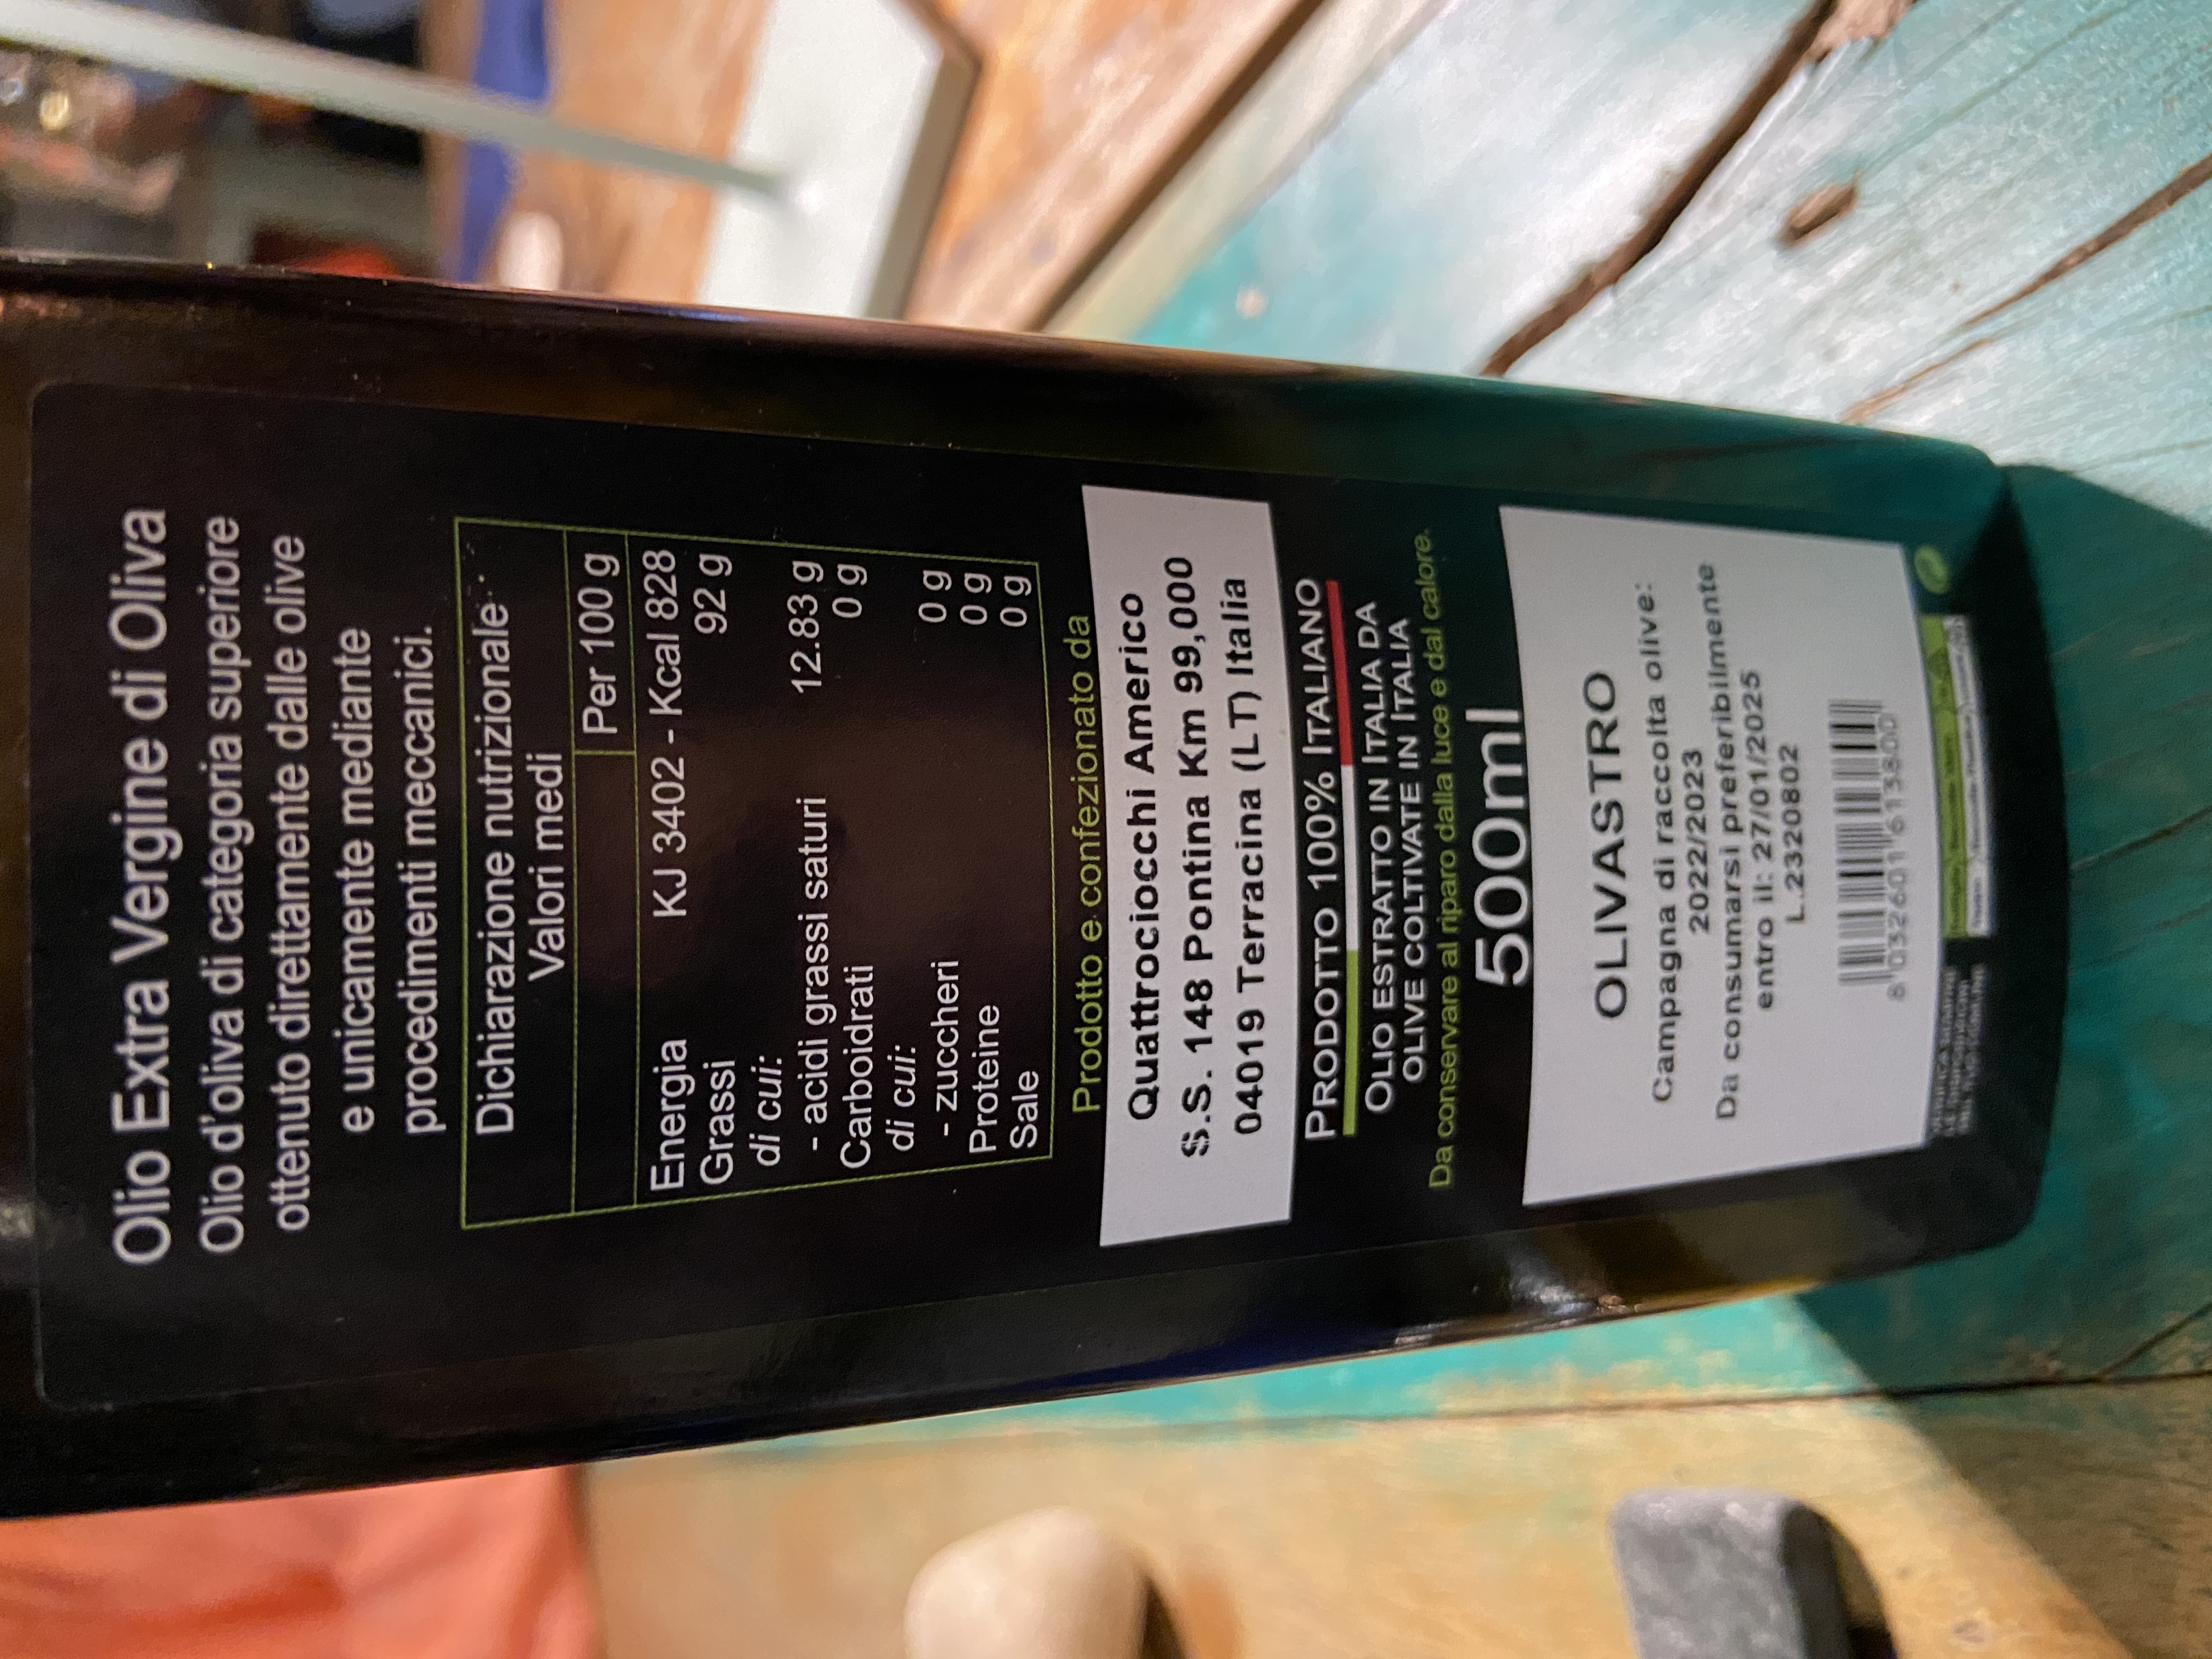 Olio Extra Vergine di Oliva
Olio d'oliva di categoria superiore
ottenuto direttamente dalle olive
e unicamente mediante
procedimenti meccanici.
Dichiarazione nutrizionale:
Valori medi
Per 100 g
Energia KJ 3402 - Kcal 828
Grassi 92 g
di cui:
- acidi grassi saturi 12.83 g
Carboidrati 0 g
di cui:
- zuccheri 0 g
Proteine 0 g
Sale 0 g
Prodotto e confezionato da
Quattrociocchi Americo
S.S. 148 Pontina Km 99,000
04019 Terracina (LT) Italia
PRODOTTO 100% ITALIANO
OLIO ESTRATTO IN ITALIA DA
OLIVE COLTIVATE IN ITALIA
Da conservare al riparo dalla luce e dal calore.
500ml
OLIVASTRO
Campagna di raccolta olive:
2022/2023
Da consumarsi preferibilmente
entro il: 27/01/2025
L.2320802
8 032601 613800